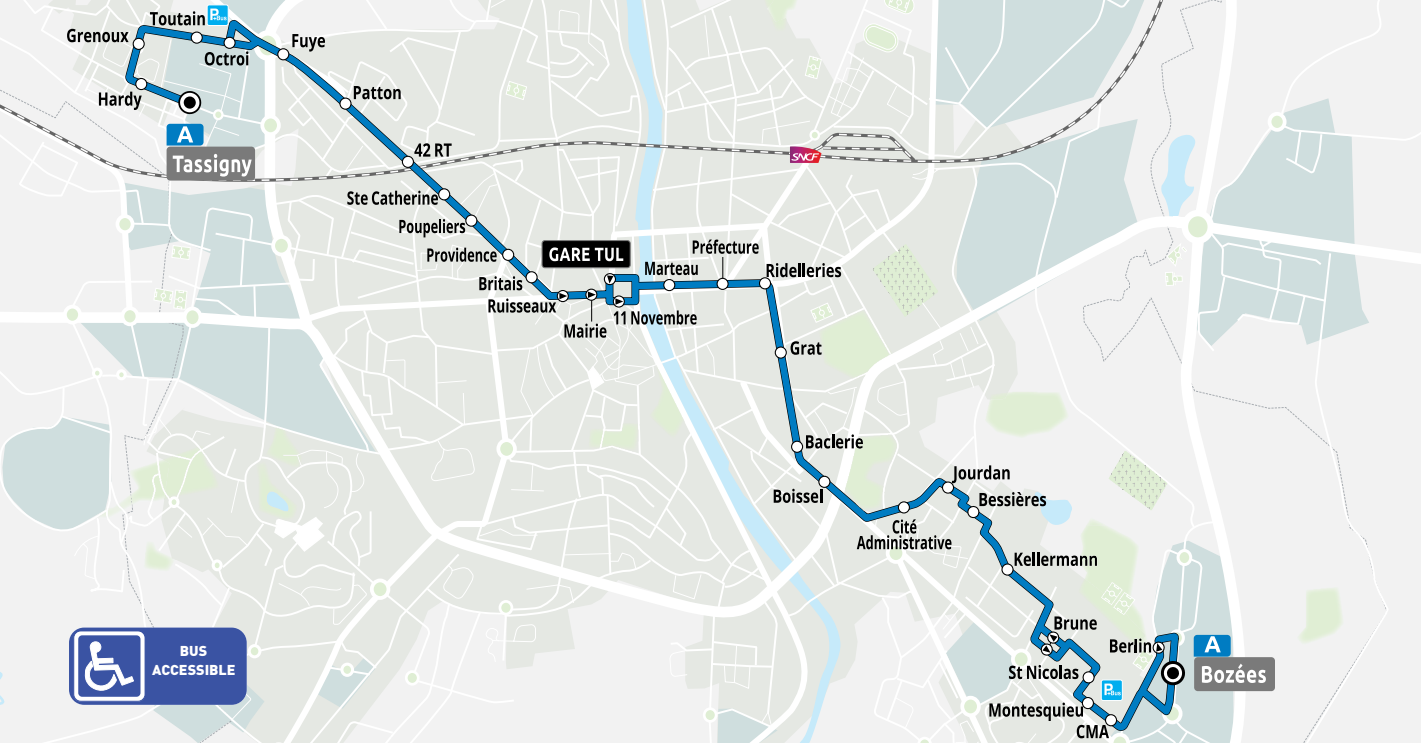 Toutain
P+Bus
Grenoux
Octroi
Fuye
Hardy
Patton
A
Tassigny
42 RT
SNCF
Ste Catherine
Poupeliers
Providence
GARE TUL
Préfecture
Marteau
Ridelleries
Britais
Ruisseaux
11 Novembre
Mairie
Grat
Baclerie
Boissel
Jourdan
Bessières
Cité
Administrative
Kellermann
Brune
Berlin
A
Bozées
St Nicolas
P+Bus
Montesquieu
CMA
BUS
ACCESSIBLE